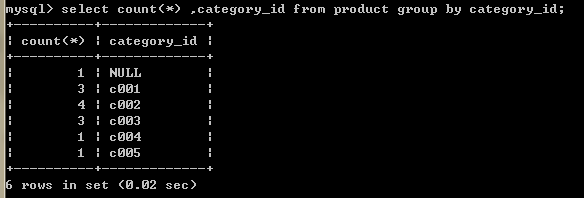 mysql> select count(*) ,category_id from product group by category_id;
+----------+-------------+
| count(*) | category_id |
+----------+-------------+
|        1 | NULL        |
|        3 | c001        |
|        4 | c002        |
|        3 | c003        |
|        1 | c004        |
|        1 | c005        |
+----------+-------------+
6 rows in set (0.02 sec)